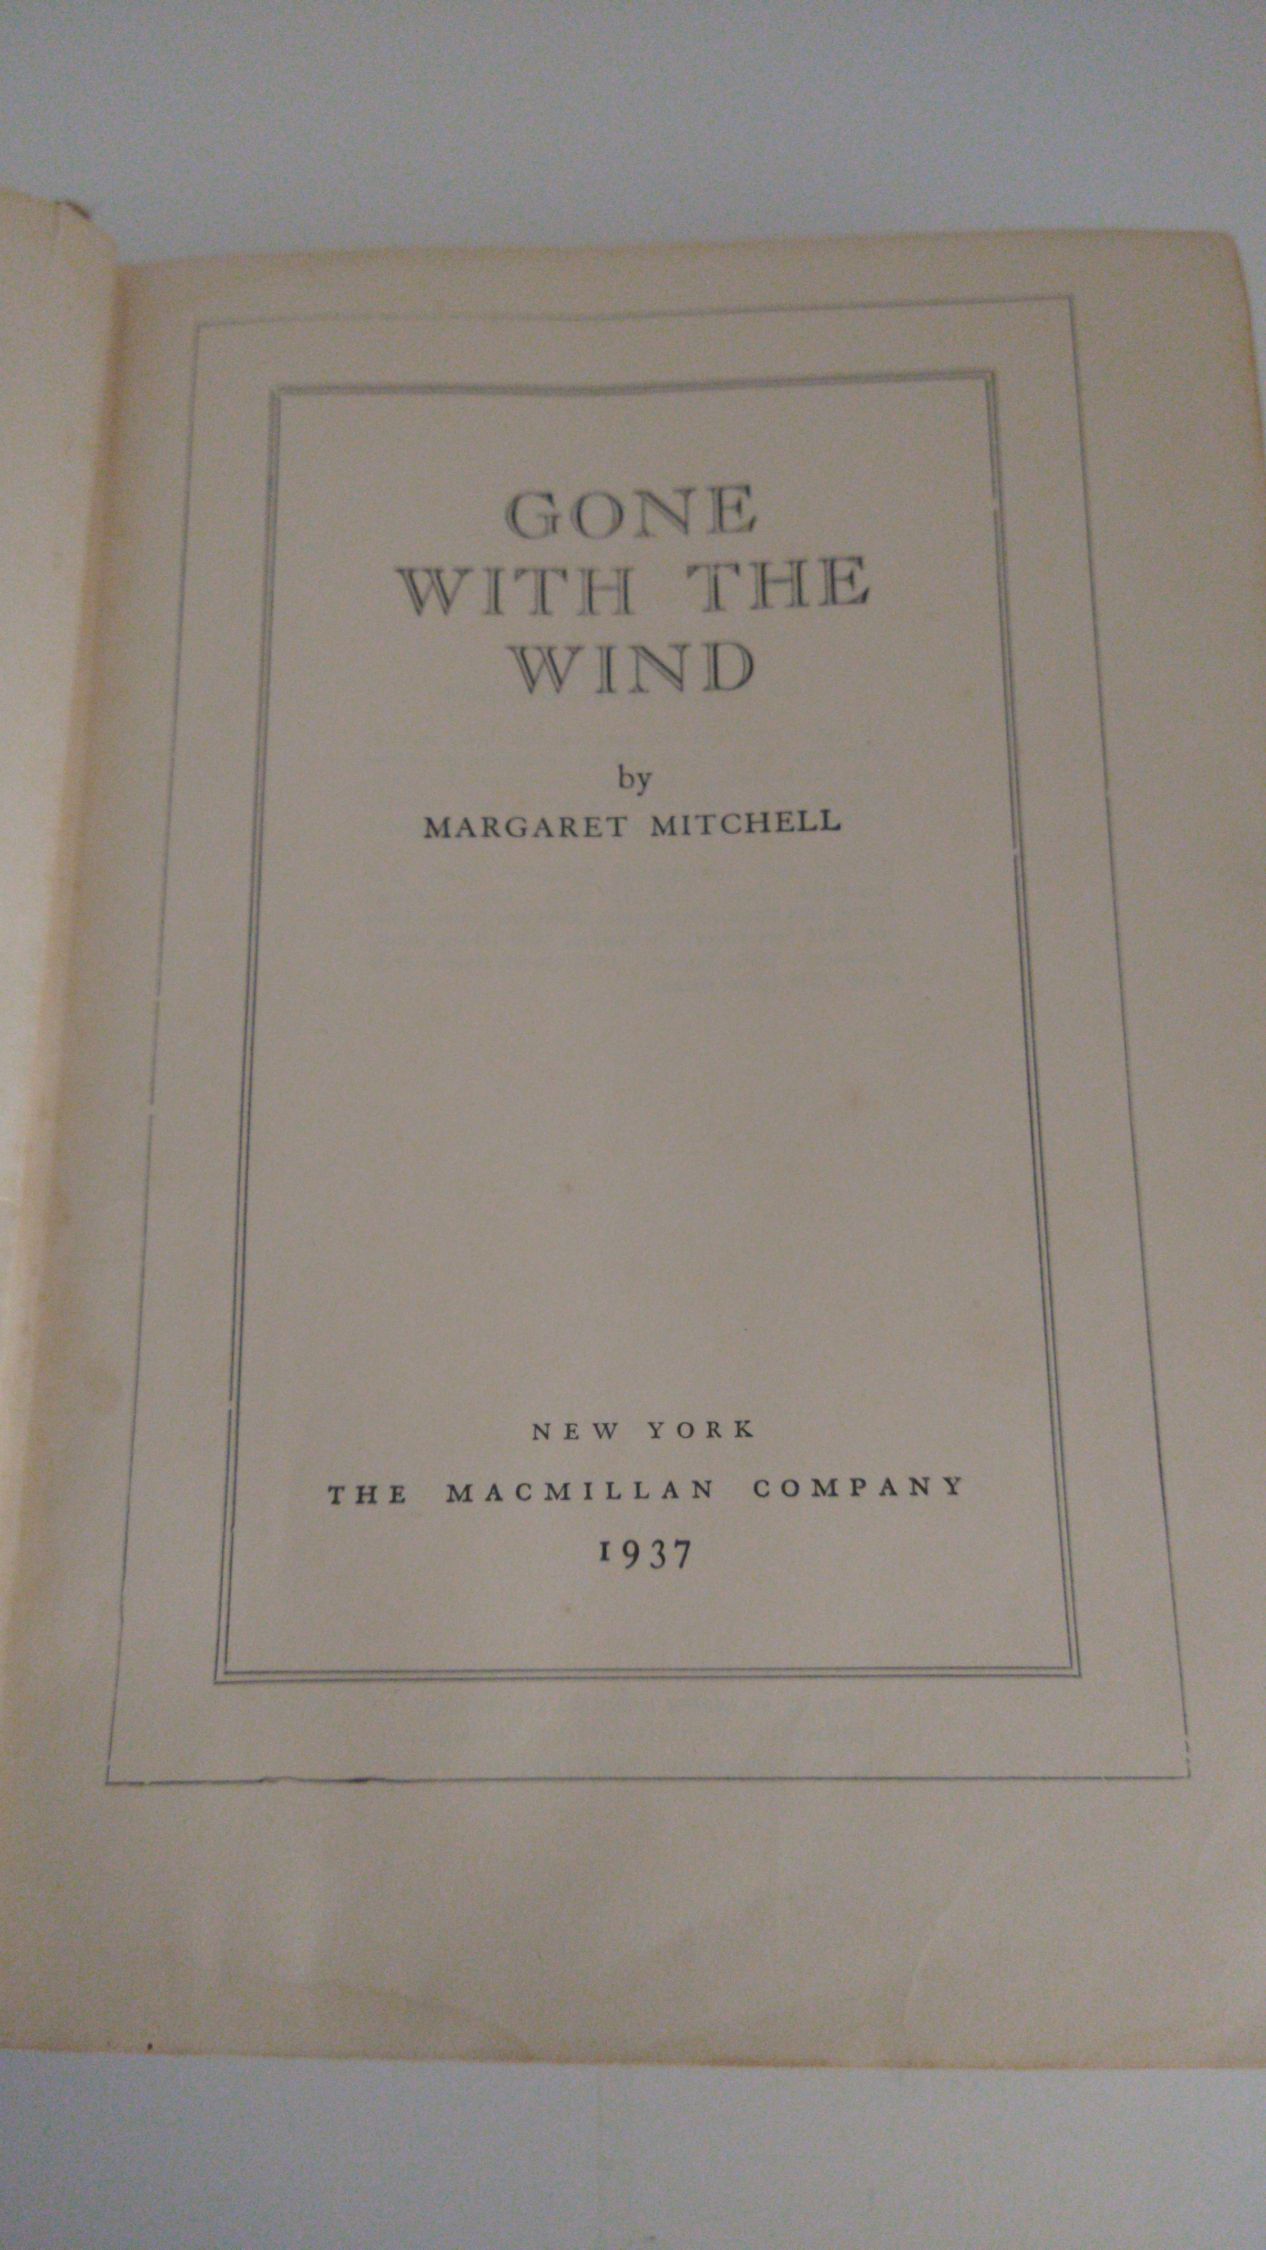 GONE
WITH THE
WIND
by
MARGARET MITCHELL
NEW YORK
THE MACMILLAN COMPANY
1937